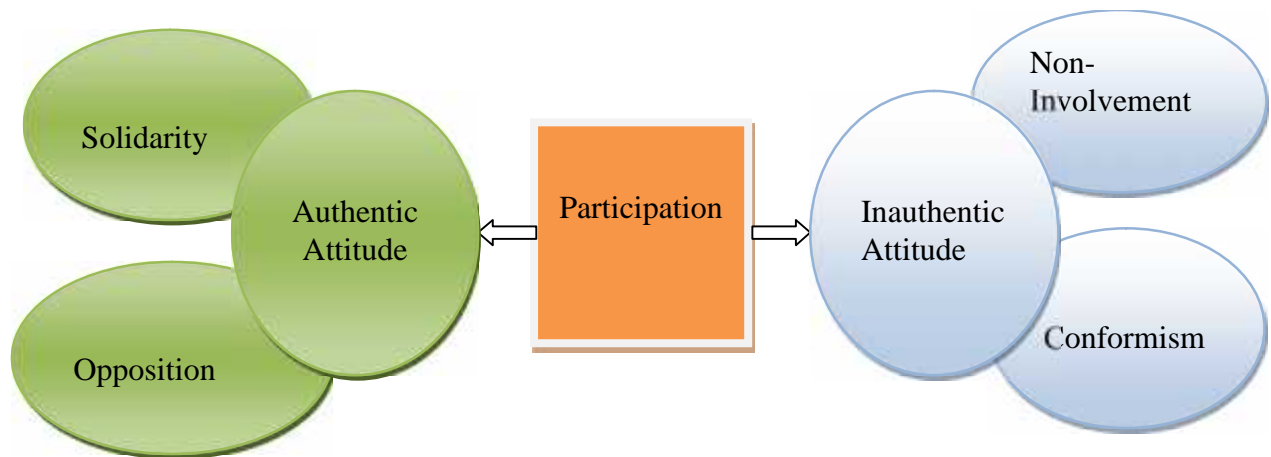 Solidarity
Opposition
Authentic
Attitude
Participation
Inauthentic
Attitude
Non-
Involvement
Conformism